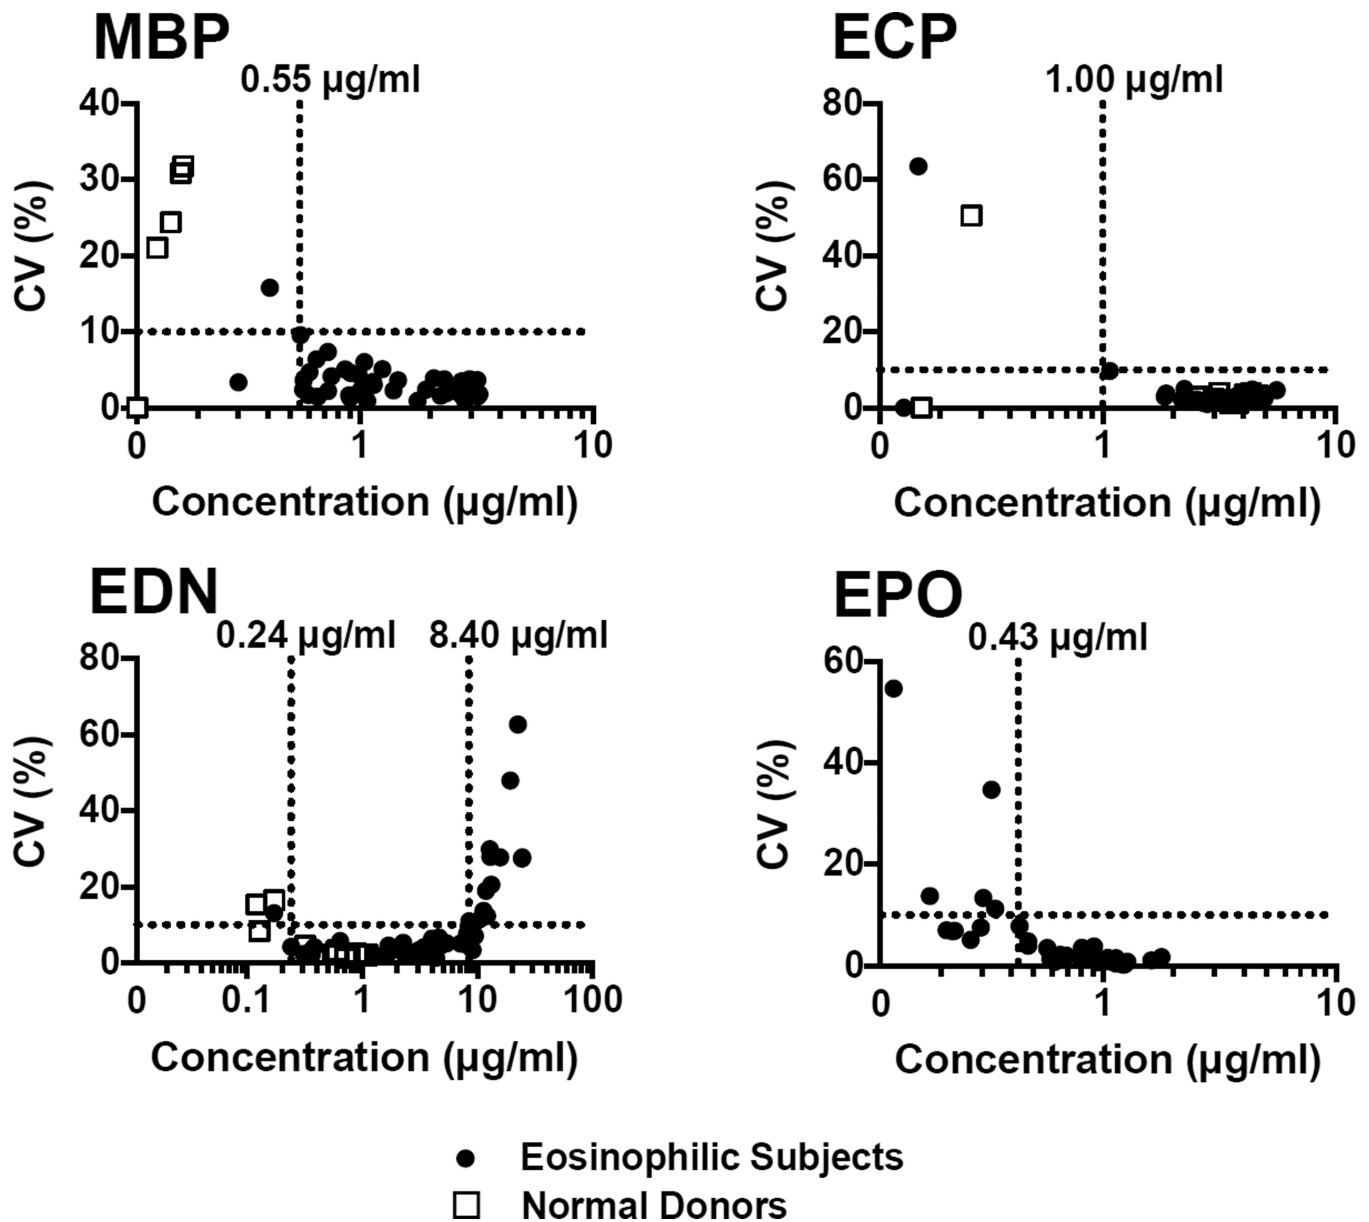 MBP
0.55 µg/ml
40
30
20
10
0
CV (%)
0 1 10
Concentration (µg/ml)
ECP
1.00 µg/ml
80
60
40
20
0
CV (%)
0 1 10
Concentration (µg/ml)
EDN
0.24 µg/ml 8.40 µg/ml
80
60
40
20
0
CV (%)
0 0.1 1 10 100
Concentration (µg/ml)
EPO
0.43 µg/ml
60
40
20
0
CV (%)
0 1 10
Concentration (µg/ml)
Eosinophilic Subjects
Normal Donors